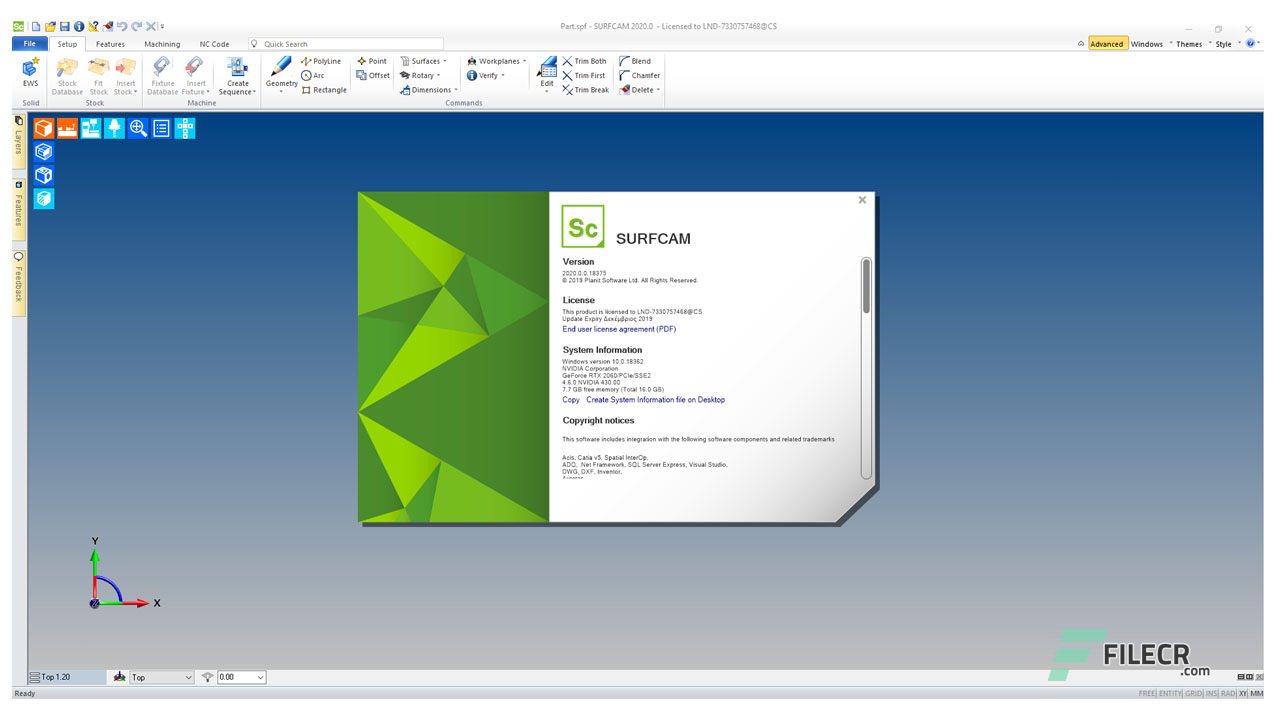 Sc
Part.spf - SURFCAM 2020.0 - Licensed to LND-7330757468@CS
File Setup Features Machining NC Code Quick Search Advanced Windows Themes Style
EWS
Stock Database
Fit Stock
Insert Stock
Fixture Database
Insert Fixture
Create Sequence
Geometry
PolyLine
Arc
Rectangle
Point
Offset
Surfaces
Rotary
Dimensions
Workplanes
Verify
Edit
Trim Both
Trim First
Trim Break
Blend
Chamfer
Delete
Solid Stock Machine Commands
Layers
Features
Feedback
Sc SURFCAM
Version
2020.0.0.18375
© 2019 Planit Software Ltd. All Rights Reserved.
License
This product is licensed to LND-7330757468@CS
Update Expiry Δεκέμβριος 2019
End user license agreement (PDF)
System Information
Windows version 10.0.18362
NVIDIA Corporation
GeForce RTX 2060/PCIe/SSE2
4.6.0 NVIDIA 430.00
7.7 GB free memory (Total 16.0 GB)
Copy Create System Information file on Desktop
Copyright notices
This software includes integration with the following software components and related trademarks
Acis, Catia v5, Spatial InterOp,
ADO, .Net Framework, SQL Server Express, Visual Studio,
DWG, DXF, Inventor,
Y
X
Z
FILECR
.com
Top 1.20 Top 0.00
Ready FREE ENTITY GRID INS RAD XY MM